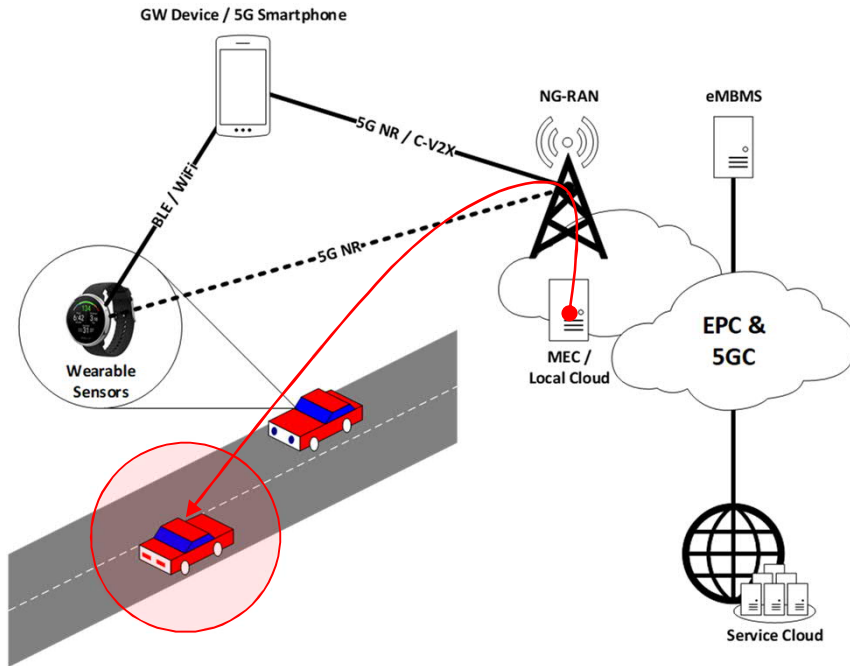 GW Device / 5G Smartphone
NG-RAN
eMBMS
5G NR / C-V2X
BLE / WiFi
5G NR
EPC &
5GC
Wearable
Sensors
MEC /
Local Cloud
Service Cloud